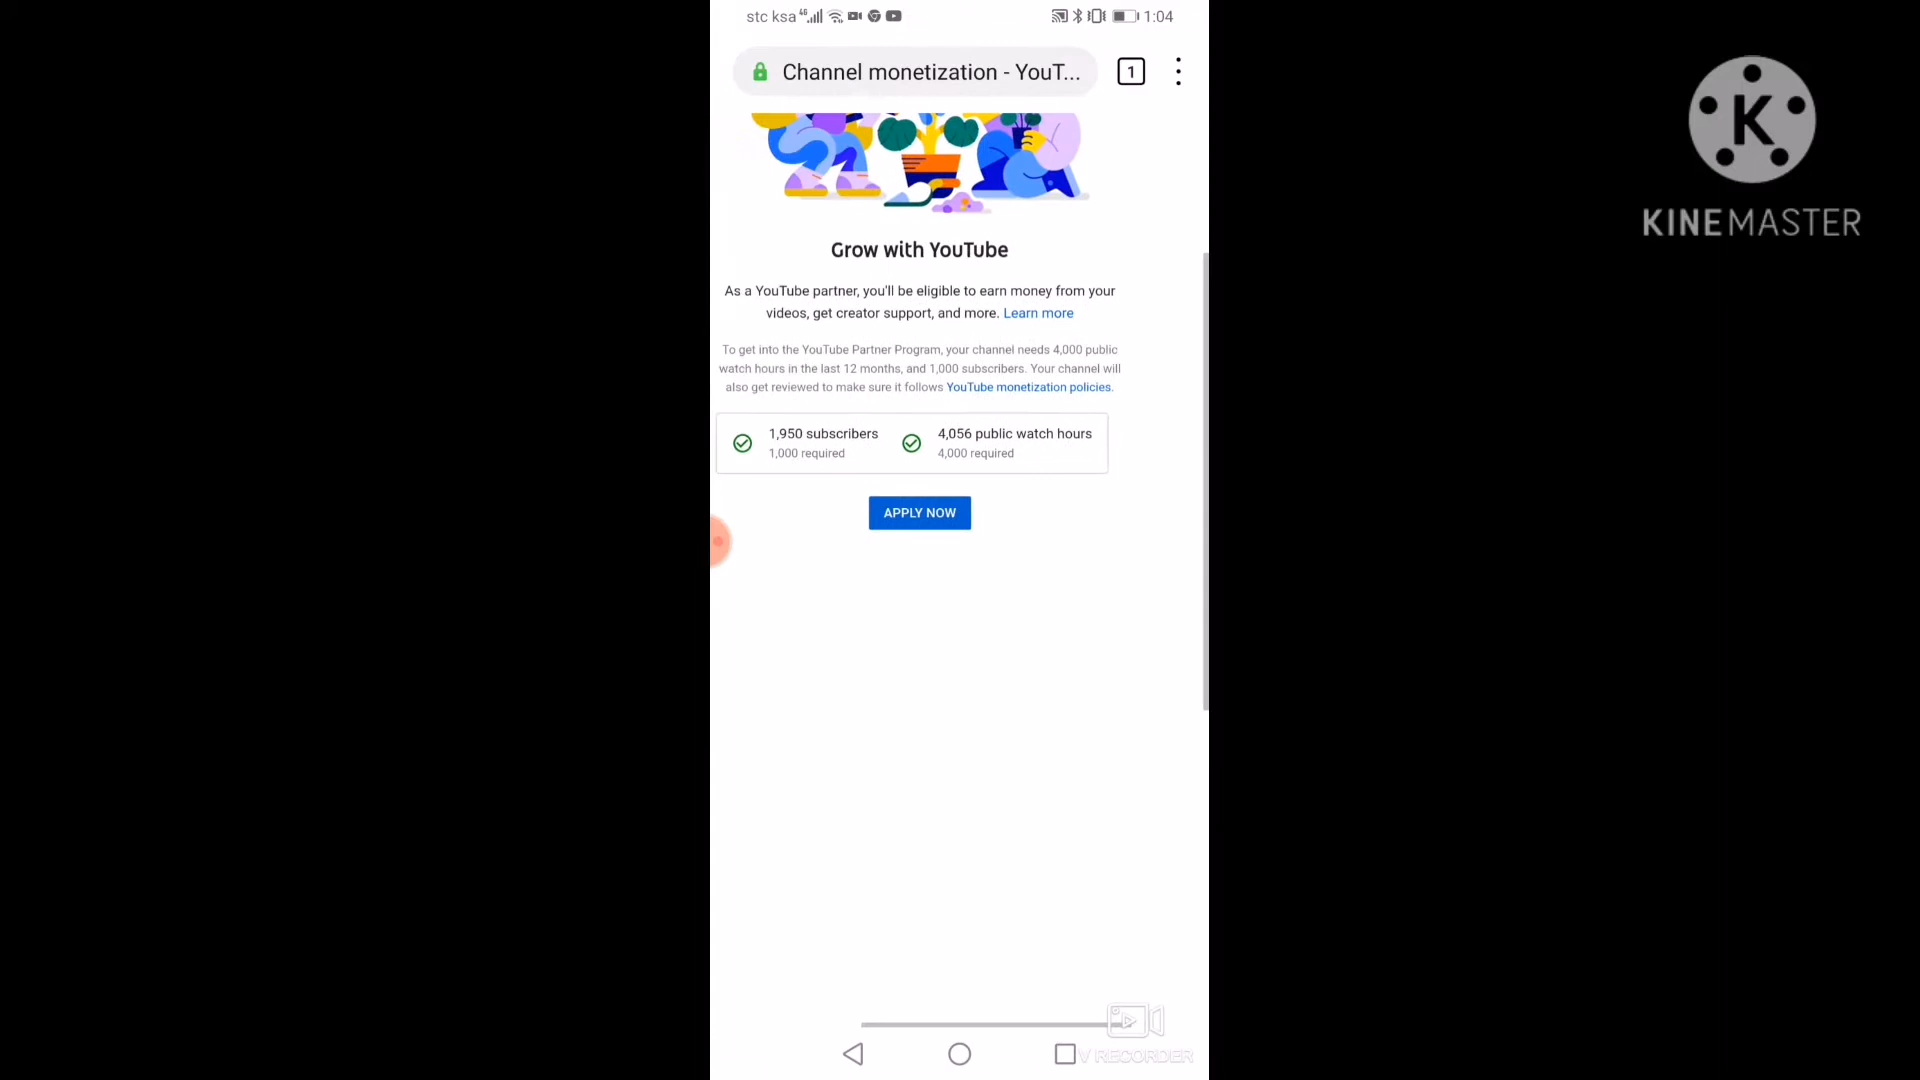 stc ksa 4G 1:04
Channel monetization - YouT... 1
K
KINEMASTER
Grow with YouTube
As a YouTube partner, you'll be eligible to earn money from your
videos, get creator support, and more. Learn more
To get into the YouTube Partner Program, your channel needs 4,000 public
watch hours in the last 12 months, and 1,000 subscribers. Your channel will
also get reviewed to make sure it follows YouTube monetization policies.
1,950 subscribers 4,056 public watch hours
1,000 required 4,000 required
APPLY NOW
V RECORDER